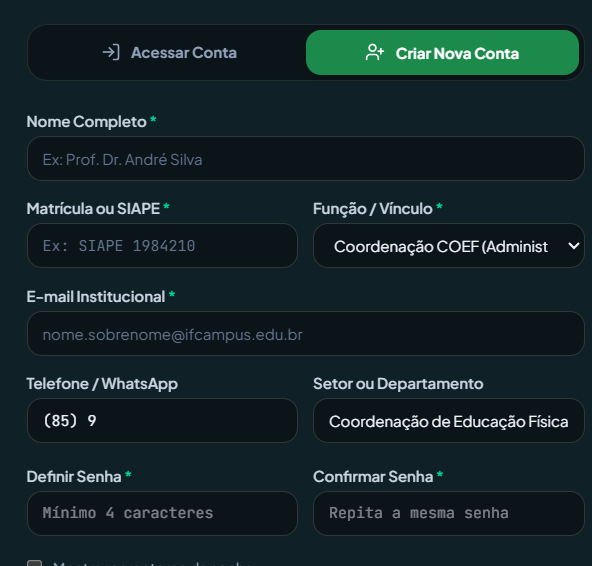 Acessar Conta
Criar Nova Conta
Nome Completo *
Ex: Prof. Dr. André Silva
Matrícula ou SIAPE *
Função / Vínculo *
Ex: SIAPE 1984210
Coordenação COEF (Administ
E-mail Institucional *
nome.sobrenome@ifcampus.edu.br
Telefone / WhatsApp
Setor ou Departamento
(85) 9
Coordenação de Educação Física
Definir Senha *
Confirmar Senha *
Mínimo 4 caracteres
Repita a mesma senha